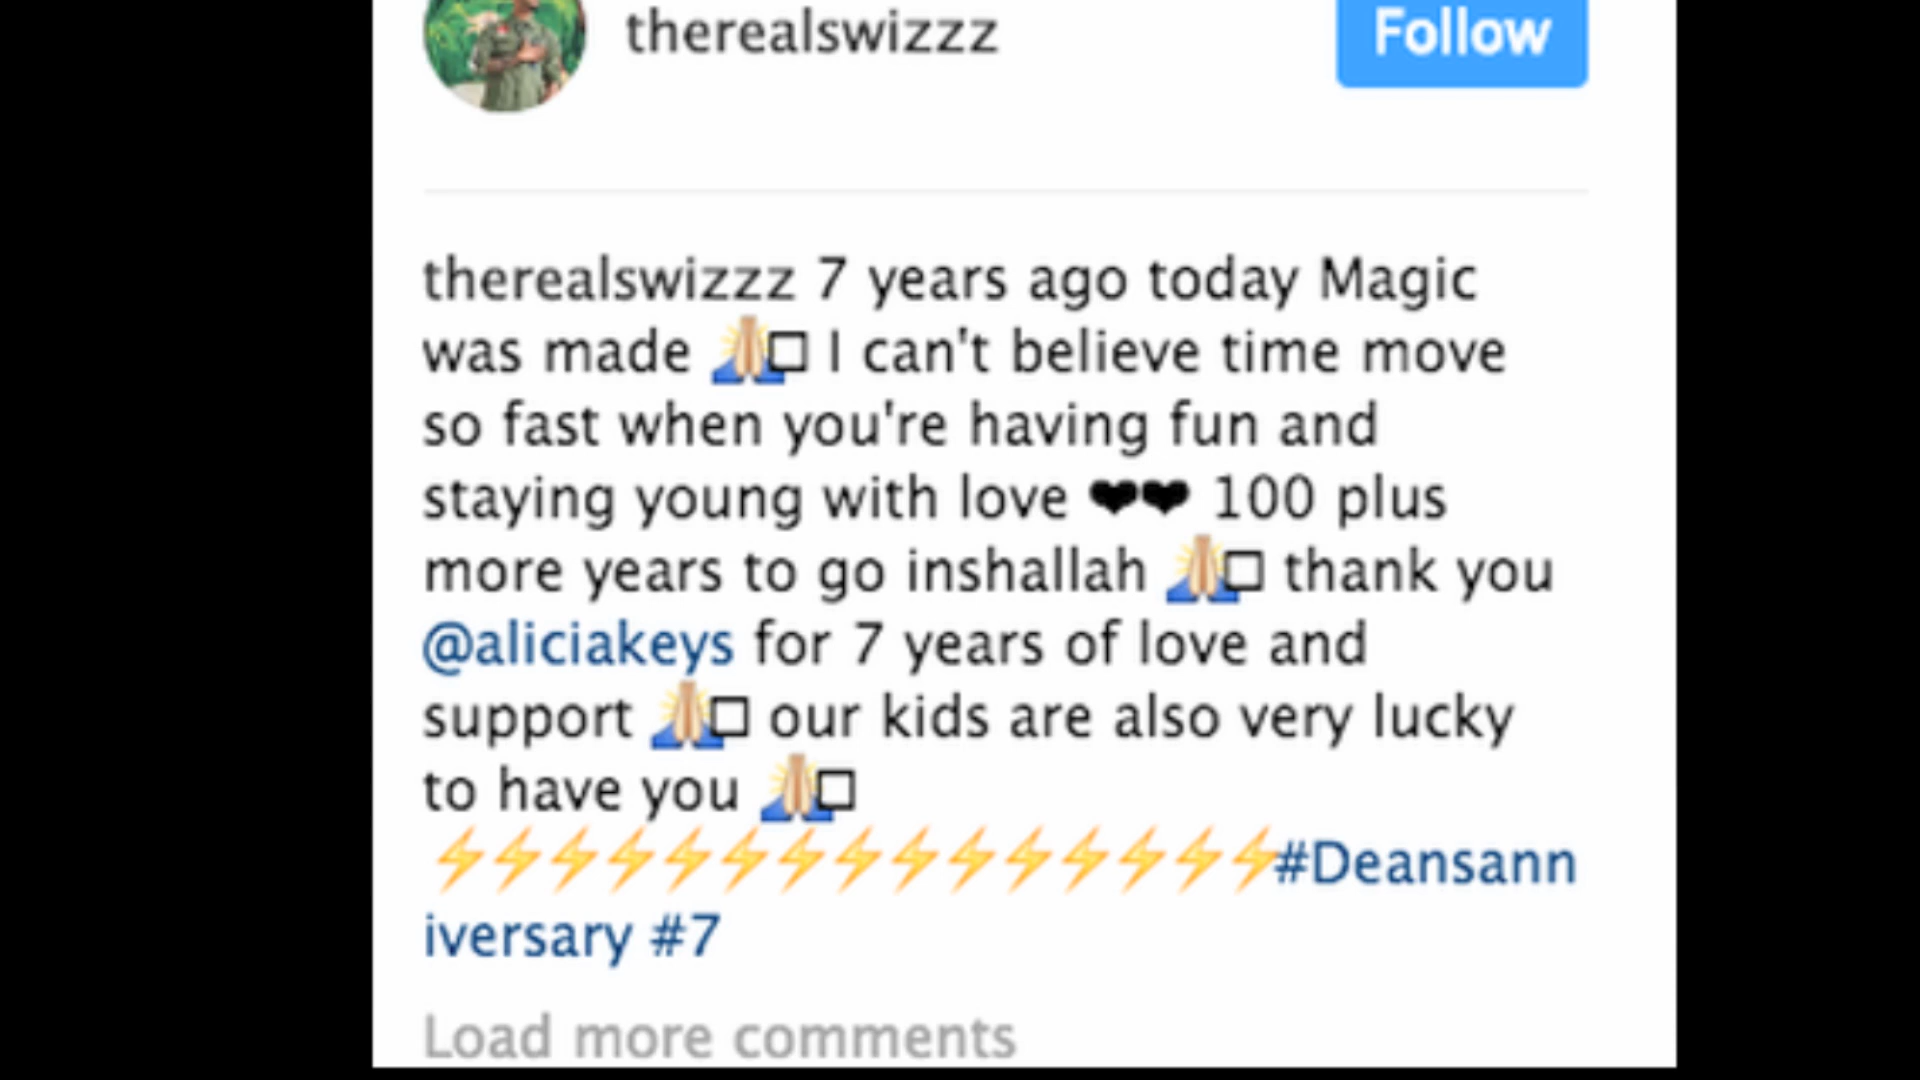 therealswizzz
Follow
therealswizzz 7 years ago today Magic
was made 🙏🏼□ I can't believe time move
so fast when you're having fun and
staying young with love ❤❤ 100 plus
more years to go inshallah 🙏🏼□ thank you
@aliciakeys for 7 years of love and
support 🙏🏼□ our kids are also very lucky
to have you 🙏🏼□
⚡⚡⚡⚡⚡⚡⚡⚡⚡⚡⚡⚡⚡⚡⚡#Deansann
iversary #7
Load more comments